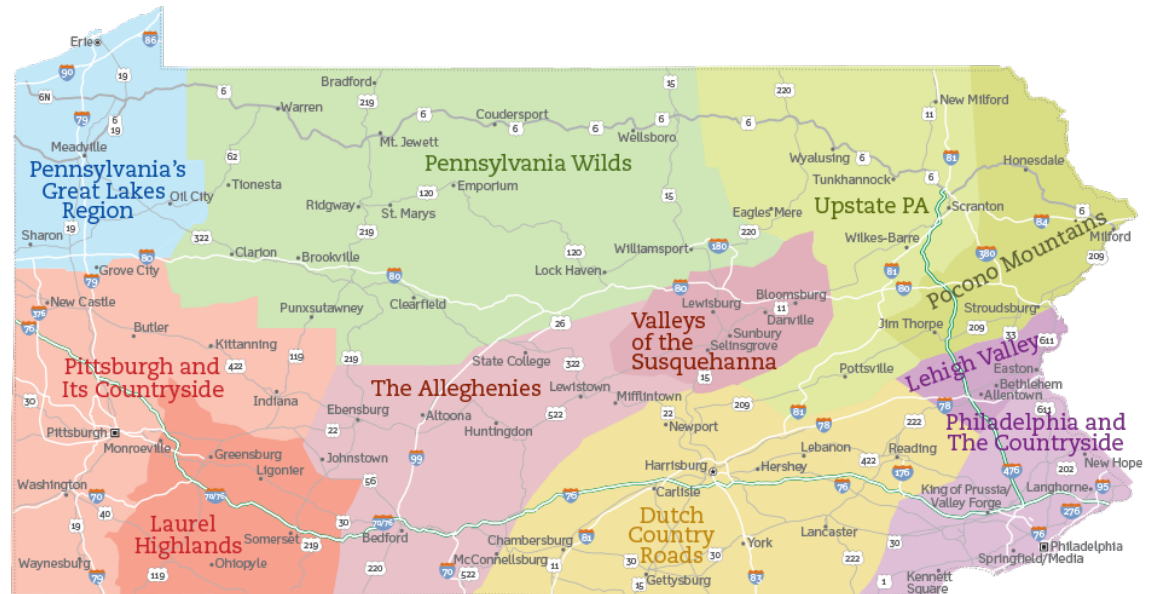 Erie
86
90
19
6N
79
6
19
Meadville
Pennsylvania's
Great Lakes
Region
Oil City
19
Sharon
80
Grove City
79
Bradford
219
15
6
Warren
6
Coudersport
6
6
6
Mt. Jewett
Wellsboro
62
Pennsylvania Wilds
Tionesta
120
Emporium
15
Ridgway
St. Marys
219
322
Clarion
Brookville
120
Williamsport
180
Lock Haven
80
Clearfield
80
220
New Milford
11
6
81
Wyalusing
6
Honesdale
Tunkhannock
6
Eagles Mere
Upstate PA
Scranton
220
6
84
Milford
Wilkes-Barre
380
209
81
80
Pocono Mountains
Stroudsburg
Jim Thorpe
209
33
611
New Castle
376
76
Butler
Punxsutawney
Kittanning
119
219
422
Pittsburgh and
Its Countryside
30
Indiana
Pittsburgh
Monroeville
Greensburg
Ligonier
Washington
70
70/76
40
19
Laurel
Highlands
Somerset
219
30
Waynesburg
79
119
Ohiopyle
26
State College
322
The Alleghenies
Lewistown
Mifflintown
Ebensburg
Altoona
522
22
Huntingdon
Johnstown
99
56
70/76
Bedford
220
70
522
McConnellsburg
Lewisburg
Bloomsburg
11
Danville
Valleys
of the
Susquehanna
Sunbury
Selinsgrove
15
Pottsville
Lehigh Valley
Easton
Bethlehem
Allentown
78
611
22
209
81
78
222
Newport
Philadelphia and
The Countryside
Lebanon
Reading
422
Harrisburg
Hershey
176
476
202
New Hope
76
Carlisle
76
King of Prussia/
Valley Forge
Langhorne
95
276
Dutch
Country
Roads
Lancaster
Chambersburg
81
York
30
76
Philadelphia
Springfield/Media
11
30
30
222
15
Gettysburg
83
1
Kennett
Square